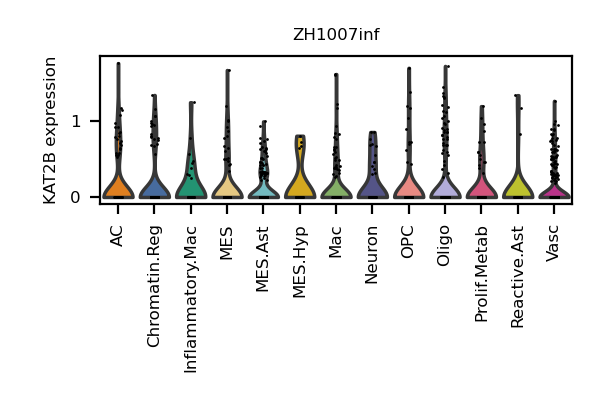 ZH1007inf
KAT2B expression
1
0
AC
Chromatin.Reg
Inflammatory.Mac
MES
MES.Ast
MES.Hyp
Mac
Neuron
OPC
Oligo
Prolif.Metab
Reactive.Ast
Vasc